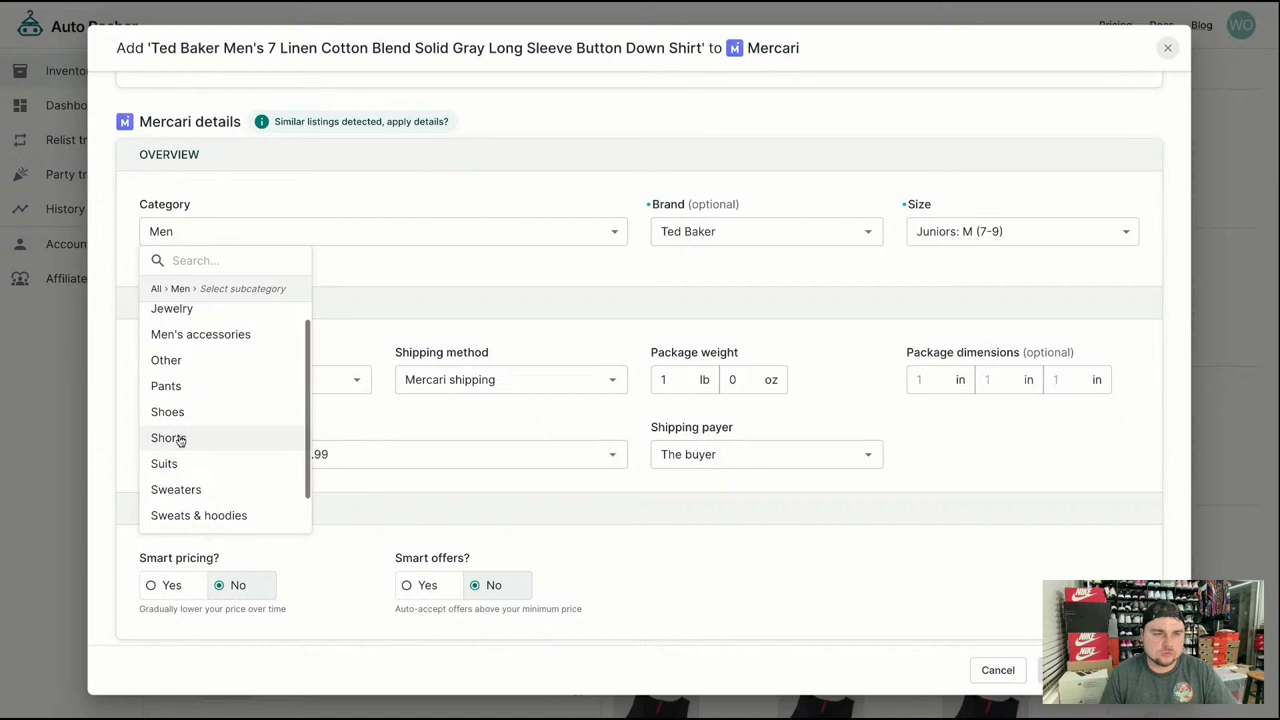 Auto
Pricing
Docs
Blog
WO
Add 'Ted Baker Men's 7 Linen Cotton Blend Solid Gray Long Sleeve Button Down Shirt' to M Mercari
Invento
Dashbo
Relist tr
Party tr
History
Accoun
Affiliate
M Mercari details
Similar listings detected, apply details?
OVERVIEW
Category
Brand (optional)
Size
Men
Ted Baker
Juniors: M (7-9)
Search...
All › Men › Select subcategory
Jewelry
Men's accessories
Other
Pants
Shoes
Shorts
Suits
Sweaters
Sweats & hoodies
Shipping method
Package weight
Package dimensions (optional)
Mercari shipping
1 lb 0 oz
1 in 1 in 1 in
Shipping payer
.99
The buyer
Smart pricing?
Smart offers?
Yes No
Yes No
Gradually lower your price over time
Auto-accept offers above your minimum price
Cancel
NIKE
NIKE